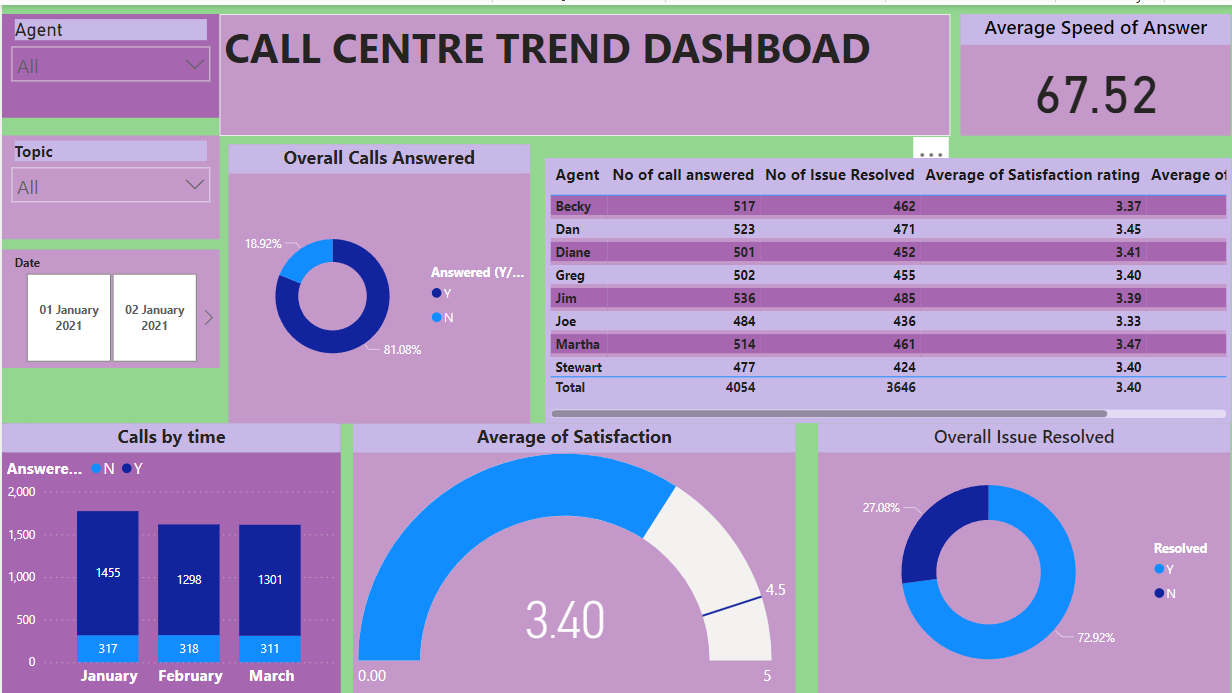 Agent
All
CALL CENTRE TREND DASHBOAD
Average Speed of Answer
67.52
Topic
All
Date
01 January
2021
02 January
2021
Overall Calls Answered
18.92%
81.08%
Answered (Y/...
Y
N
...
Agent No of call answered No of Issue Resolved Average of Satisfaction rating Average of
Becky 517 462 3.37
Dan 523 471 3.45
Diane 501 452 3.41
Greg 502 455 3.40
Jim 536 485 3.39
Joe 484 436 3.33
Martha 514 461 3.47
Stewart 477 424 3.40
Total 4054 3646 3.40
Calls by time
Answere... N Y
2,000
1,500
1,000
500
0
1455 1298 1301
317 318 311
January February March
Average of Satisfaction
4.5
3.40
0.00 5
Overall Issue Resolved
27.08%
72.92%
Resolved
Y
N